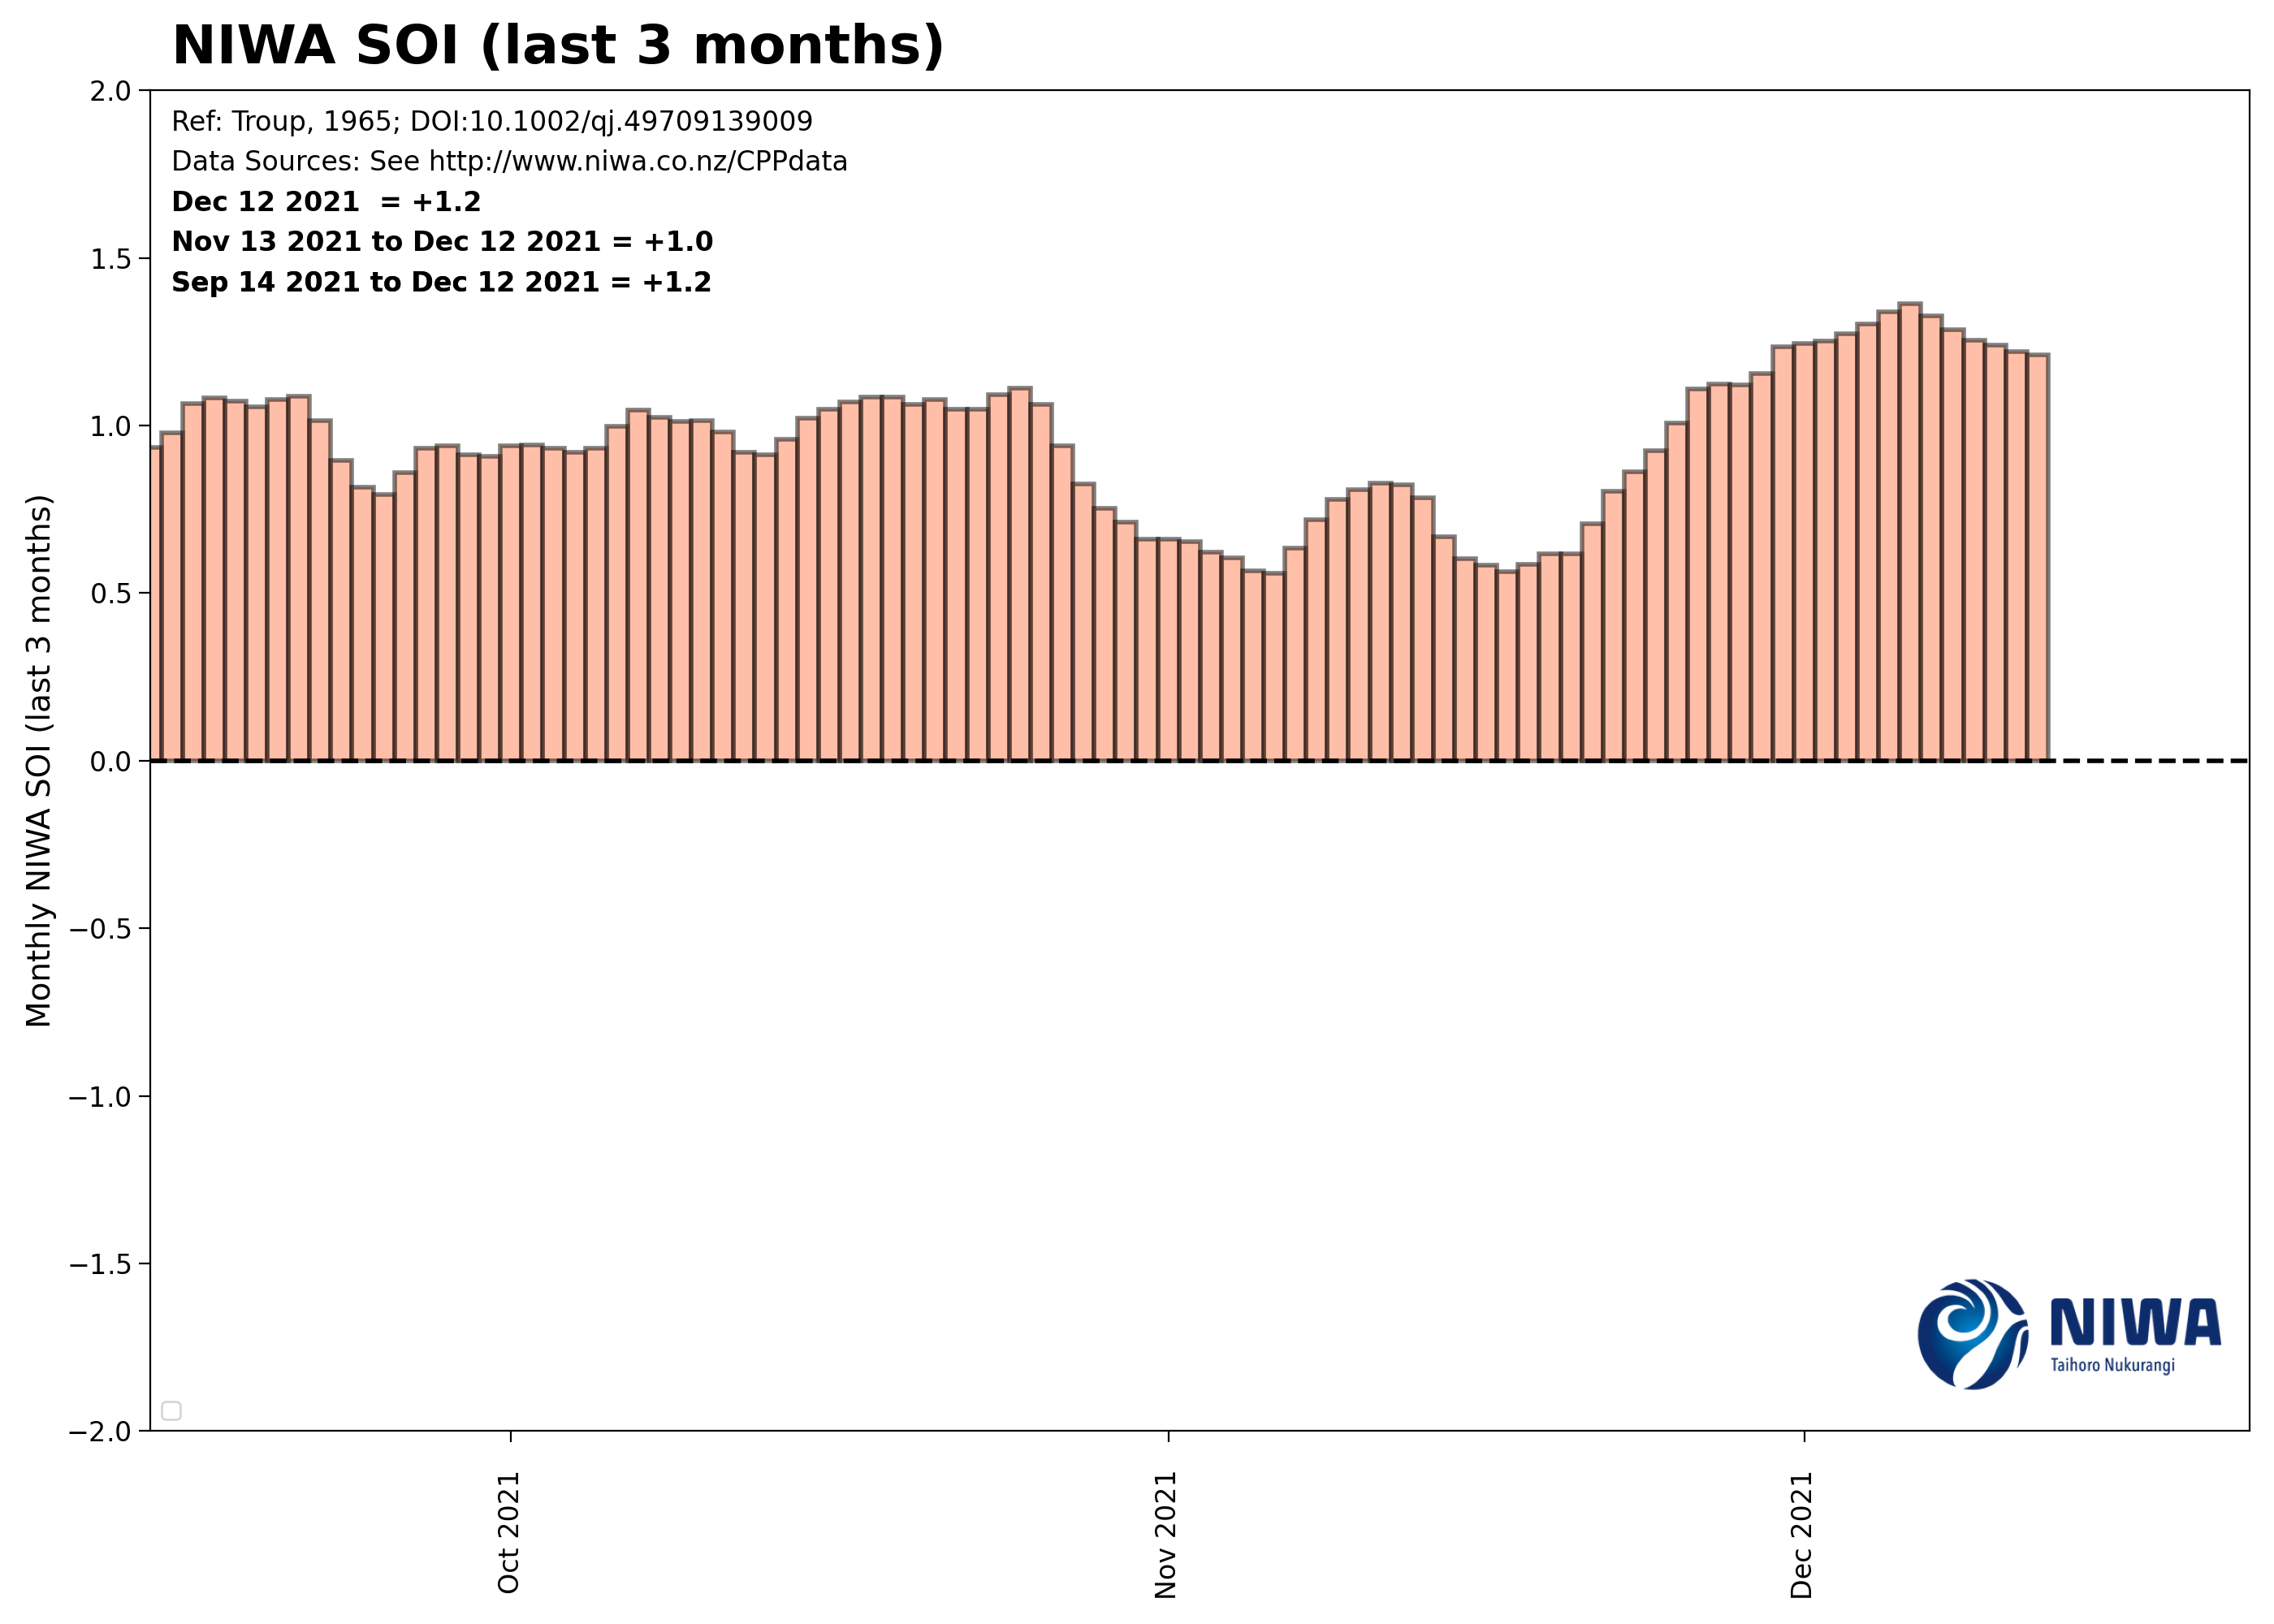 NIWA SOI (last 3 months)
Ref: Troup, 1965; DOI:10.1002/qj.49709139009
Data Sources: See http://www.niwa.co.nz/CPPdata
Dec 12 2021  = +1.2
Nov 13 2021 to Dec 12 2021 = +1.0
Sep 14 2021 to Dec 12 2021 = +1.2
Monthly NIWA SOI (last 3 months)
2.0
1.5
1.0
0.5
0.0
−0.5
−1.0
−1.5
−2.0
Oct 2021
Nov 2021
Dec 2021
NIWA
Taihoro Nukurangi